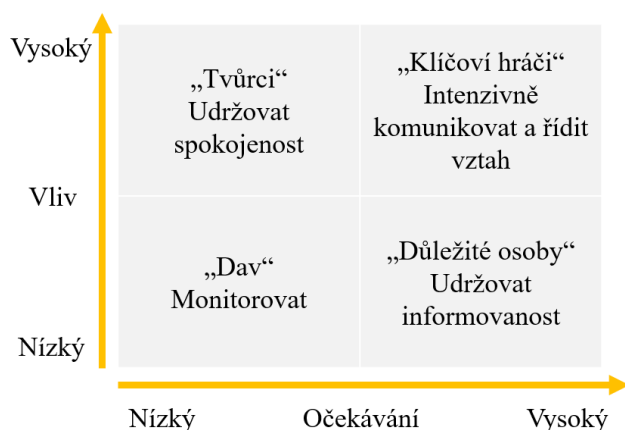 Vysoký
„Tvůrci“
Udržovat
spokojenost
„Klíčoví hráči“
Intenzivně
komunikovat a řídit
vztah
Vliv
„Dav“
Monitorovat
„Důležité osoby“
Udržovat
informovanost
Nízký
Nízký
Očekávání
Vysoký